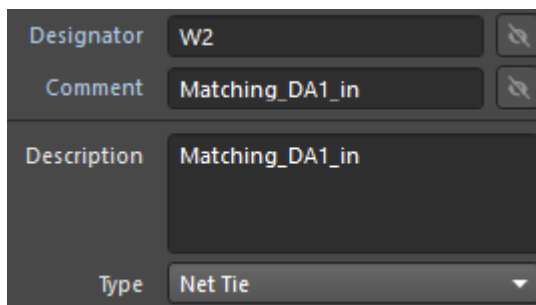 Designator W2
Comment Matching_DA1_in
Description Matching_DA1_in
Type Net Tie